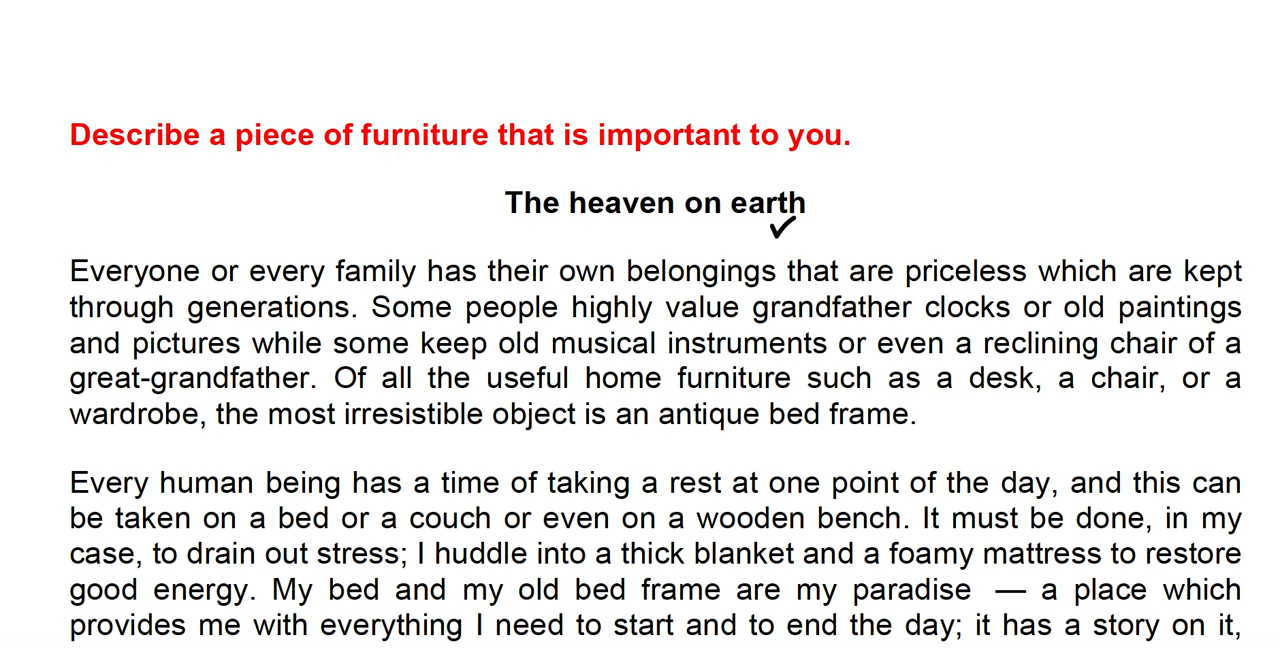 Describe a piece of furniture that is important to you.
The heaven on earth
Everyone or every family has their own belongings that are priceless which are kept
through generations. Some people highly value grandfather clocks or old paintings
and pictures while some keep old musical instruments or even a reclining chair of a
great-grandfather. Of all the useful home furniture such as a desk, a chair, or a
wardrobe, the most irresistible object is an antique bed frame.
Every human being has a time of taking a rest at one point of the day, and this can
be taken on a bed or a couch or even on a wooden bench. It must be done, in my
case, to drain out stress; I huddle into a thick blanket and a foamy mattress to restore
good energy. My bed and my old bed frame are my paradise — a place which
provides me with everything I need to start and to end the day; it has a story on it,